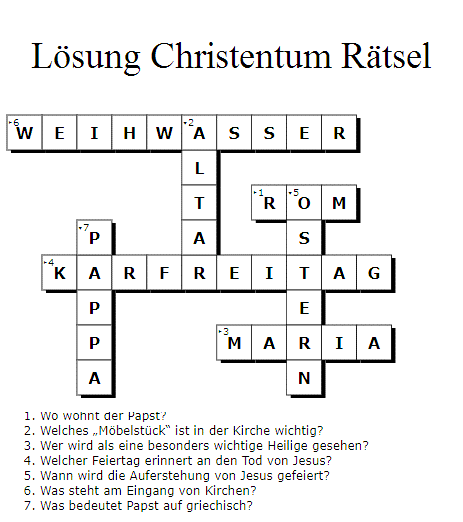 Lösung Christentum Rätsel
6 W E I H W 2 A S S E R
L
T 1 R 5 O M
7 P A S
4 K A R F R E I T A G
P E
P 3 M A R I A
A N
1. Wo wohnt der Papst?
2. Welches „Möbelstück“ ist in der Kirche wichtig?
3. Wer wird als eine besonders wichtige Heilige gesehen?
4. Welcher Feiertag erinnert an den Tod von Jesus?
5. Wann wird die Auferstehung von Jesus gefeiert?
6. Was steht am Eingang von Kirchen?
7. Was bedeutet Papst auf griechisch?